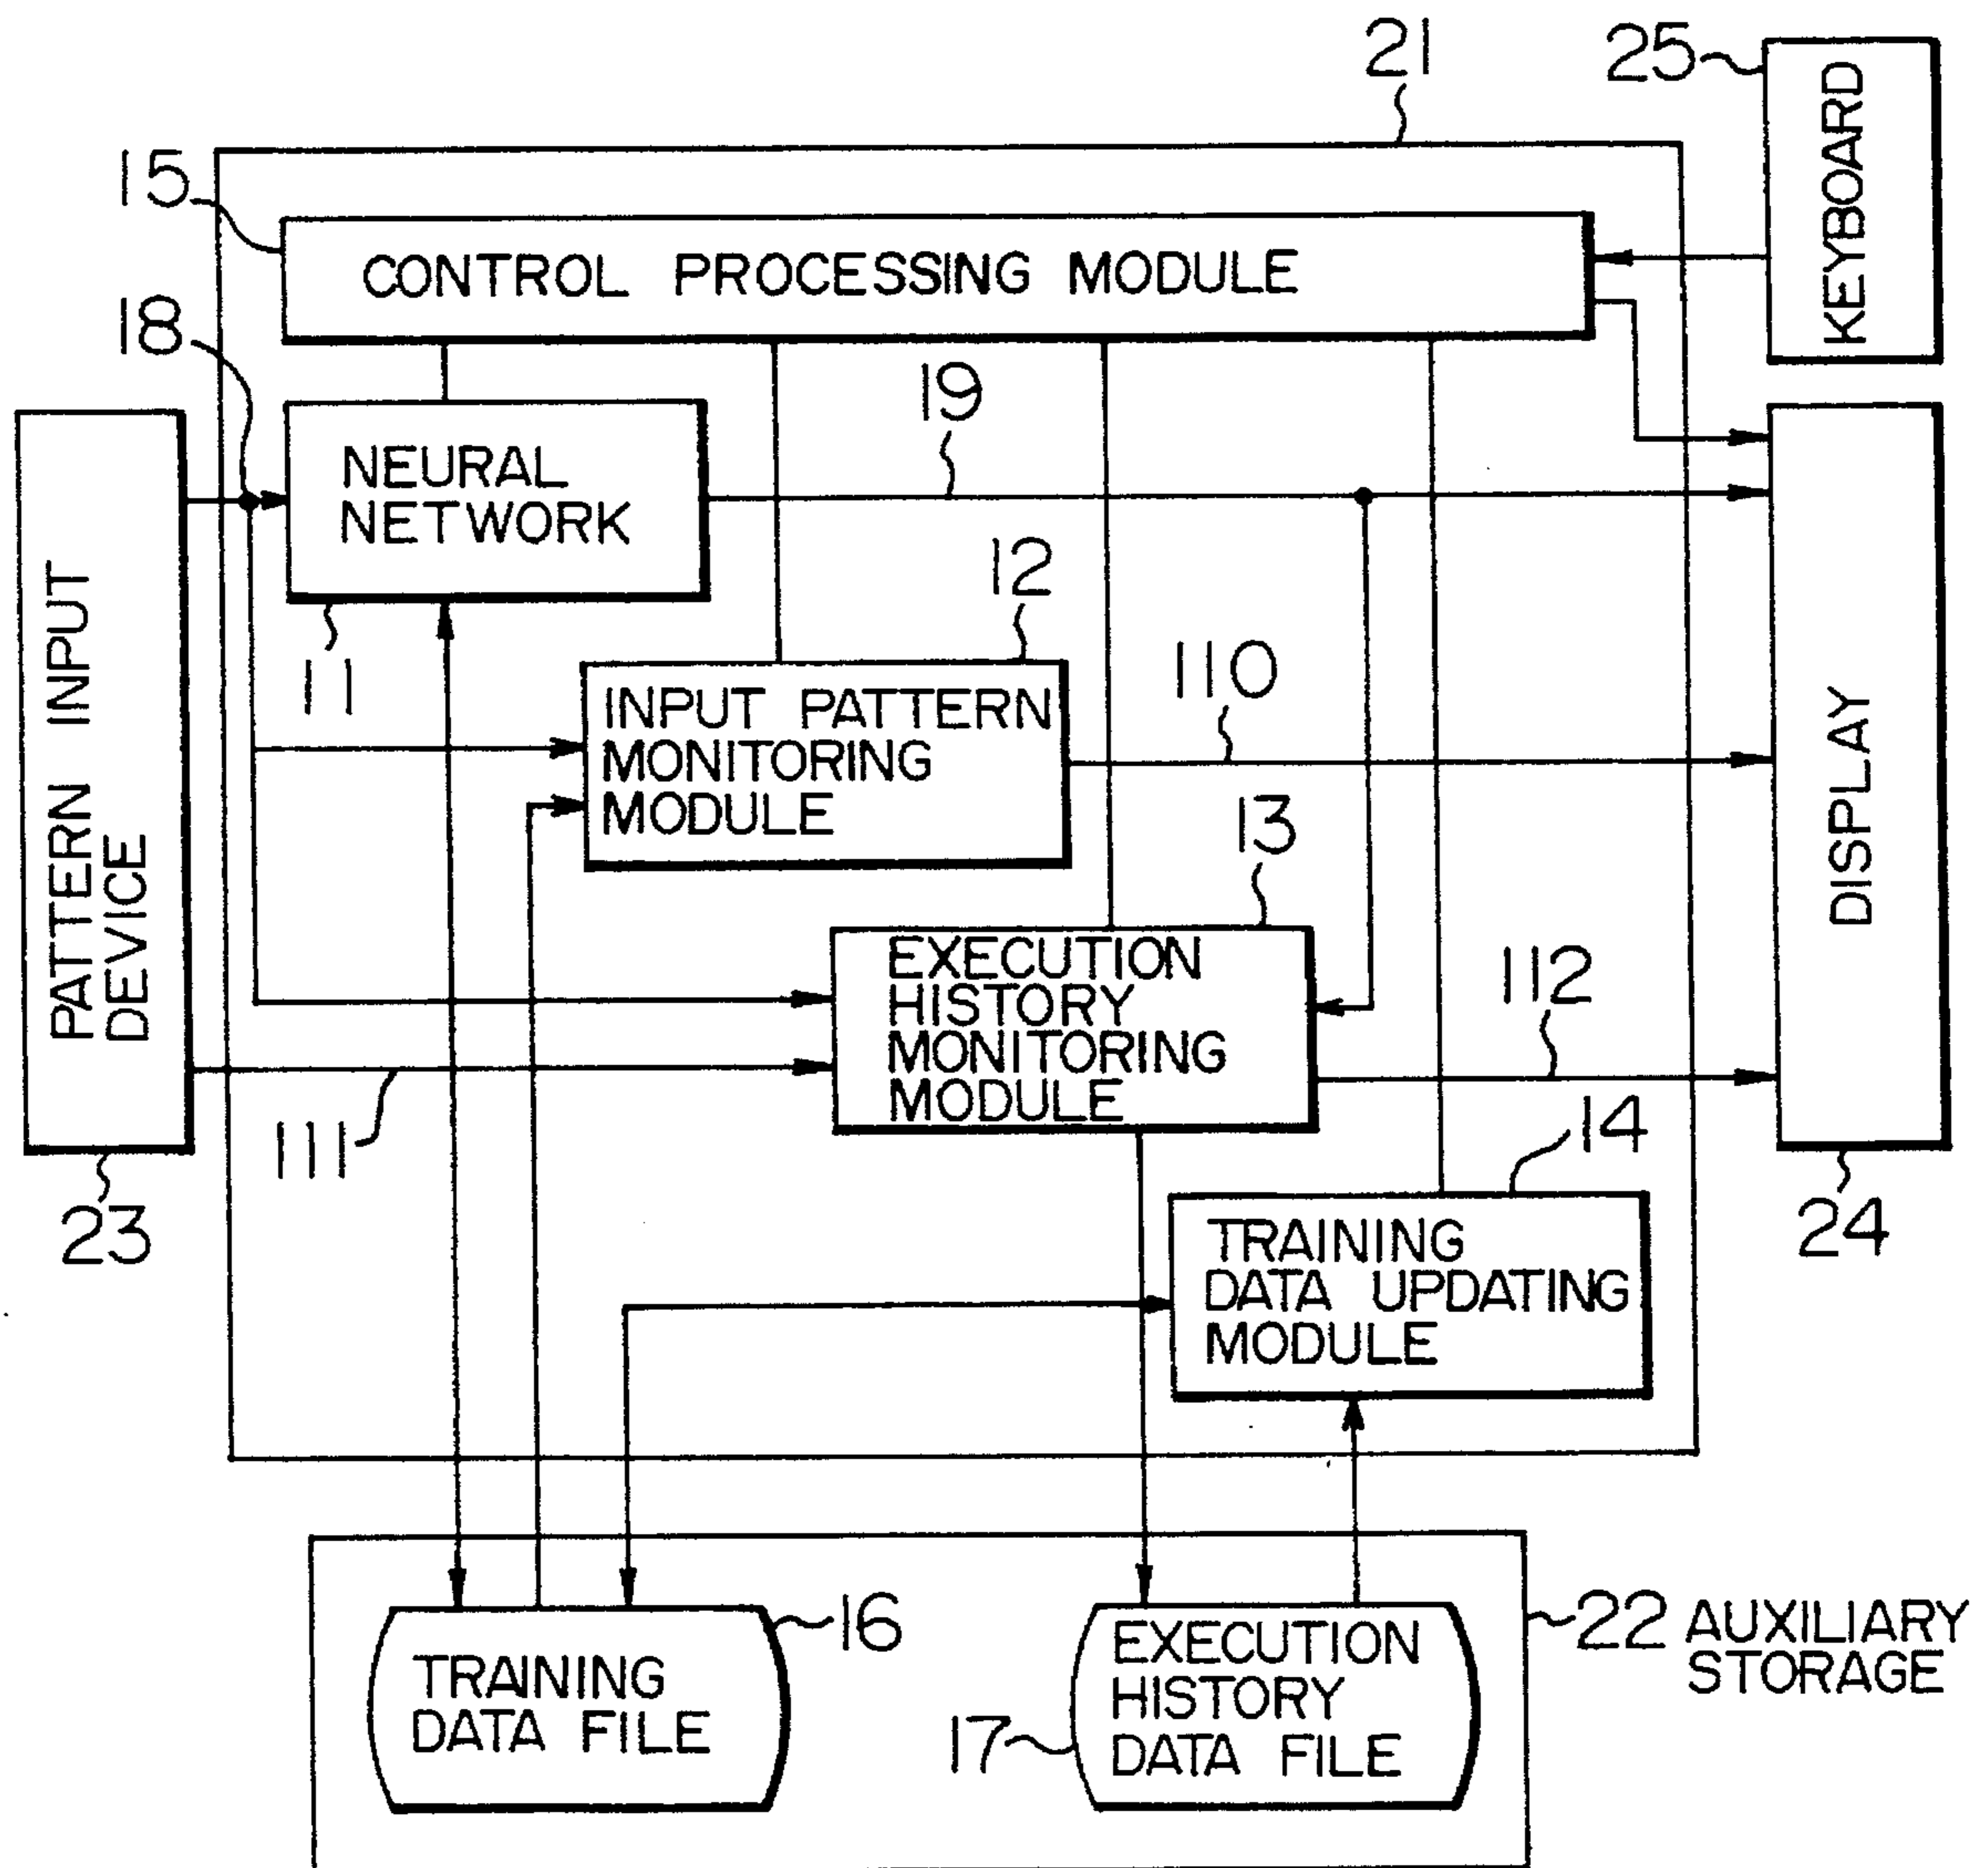 21
25
KEYBOARD
15
CONTROL PROCESSING MODULE
18
19
NEURAL
NETWORK
11
12
INPUT PATTERN
MONITORING
MODULE
110
PATTERN INPUT
DEVICE
23
DISPLAY
24
13
EXECUTION
HISTORY
MONITORING
MODULE
111
112
14
TRAINING
DATA UPDATING
MODULE
16
TRAINING
DATA FILE
17
EXECUTION
HISTORY
DATA FILE
22 AUXILIARY
STORAGE